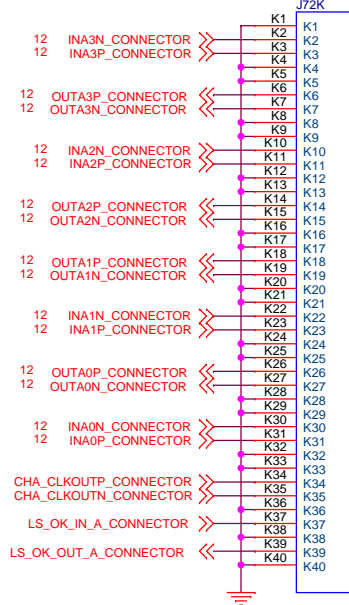 J72K
K1 K1
12 INA3N_CONNECTOR K2 K2
12 INA3P_CONNECTOR K3 K3
K4 K4
K5 K5
12 OUTA3P_CONNECTOR K6 K6
12 OUTA3N_CONNECTOR K7 K7
K8 K8
K9 K9
12 INA2N_CONNECTOR K10 K10
12 INA2P_CONNECTOR K11 K11
K12 K12
K13 K13
12 OUTA2P_CONNECTOR K14 K14
12 OUTA2N_CONNECTOR K15 K15
K16 K16
K17 K17
12 OUTA1P_CONNECTOR K18 K18
12 OUTA1N_CONNECTOR K19 K19
K20 K20
K21 K21
12 INA1N_CONNECTOR K22 K22
12 INA1P_CONNECTOR K23 K23
K24 K24
K25 K25
12 OUTA0P_CONNECTOR K26 K26
12 OUTA0N_CONNECTOR K27 K27
K28 K28
K29 K29
12 INA0N_CONNECTOR K30 K30
12 INA0P_CONNECTOR K31 K31
K32 K32
K33 K33
CHA_CLKOUTP_CONNECTOR K34 K34
CHA_CLKOUTN_CONNECTOR K35 K35
K36 K36
LS_OK_IN_A_CONNECTOR K37 K37
K38 K38
LS_OK_OUT_A_CONNECTOR K39 K39
K40 K40